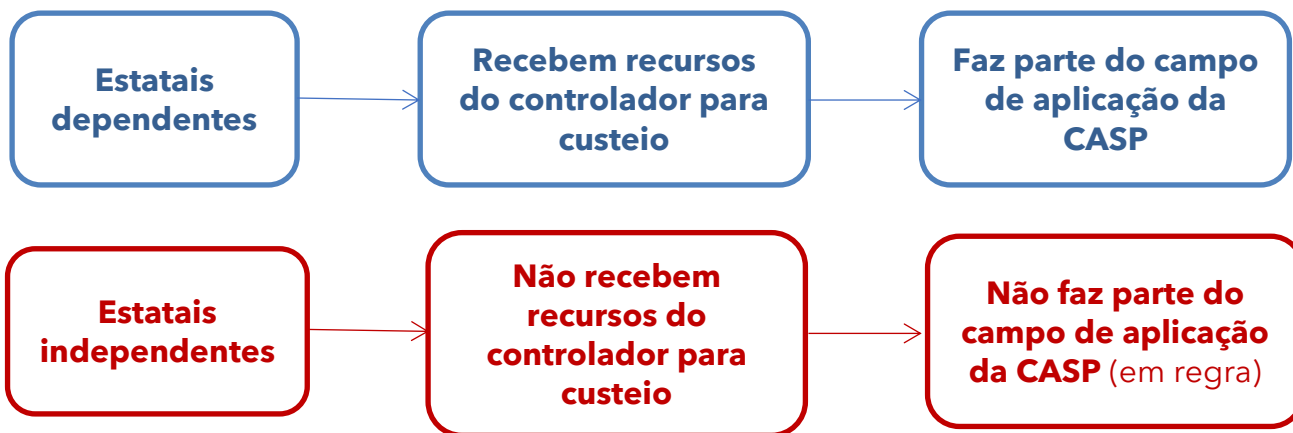 Estatais
dependentes
Recebem recursos
do controlador para
custeio
Faz parte do campo
de aplicação da
CASP
Estatais
independentes
Não recebem
recursos do
controlador para
custeio
Não faz parte do
campo de aplicação
da CASP (em regra)